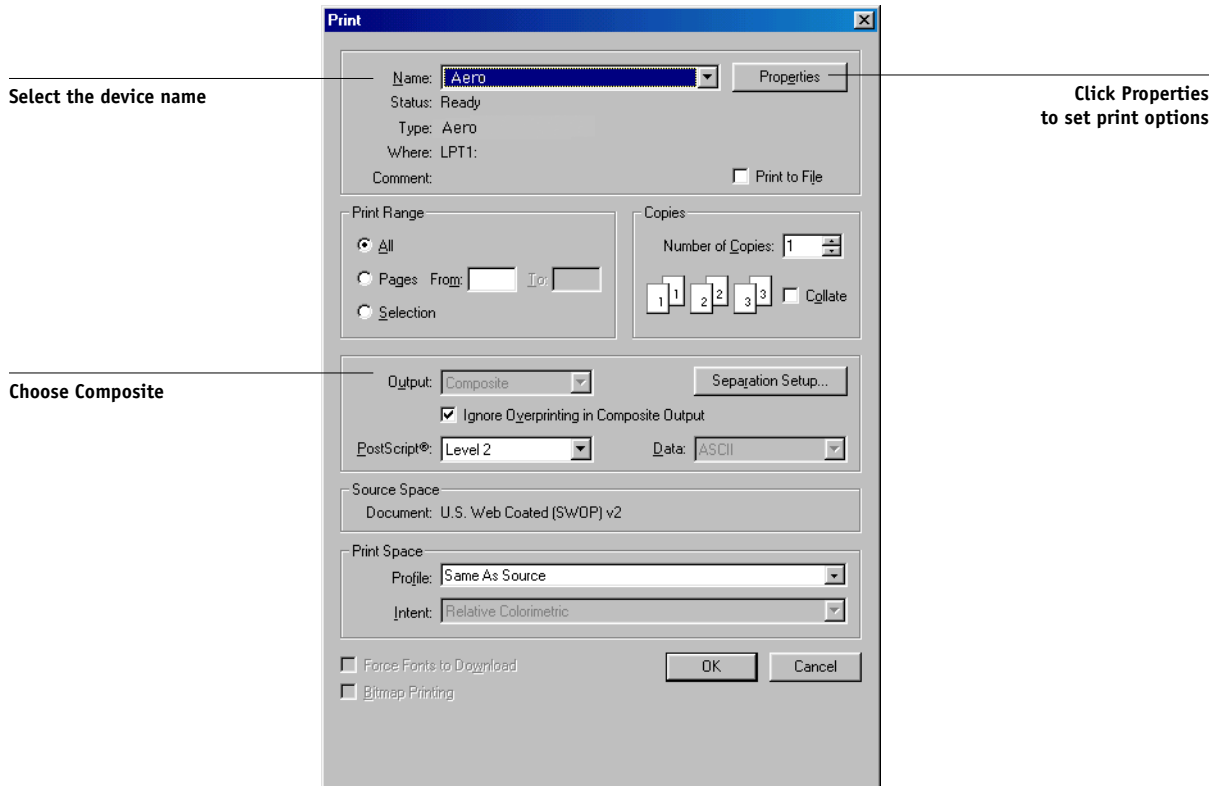 Print
Name: Aero
Properties
Select the device name
Click Properties
to set print options
Status: Ready
Type: Aero
Where: LPT1:
Comment:
Print to File
Print Range
All
Pages From: To:
Selection
Copies
Number of Copies: 1
1 1 2 2 3 3
Collate
Choose Composite
Output: Composite
Separation Setup...
Ignore Overprinting in Composite Output
PostScript®: Level 2
Data: ASCII
Source Space
Document: U.S. Web Coated (SWOP) v2
Print Space
Profile: Same As Source
Intent: Relative Colorimetric
Force Fonts to Download
OK
Cancel
Bitmap Printing